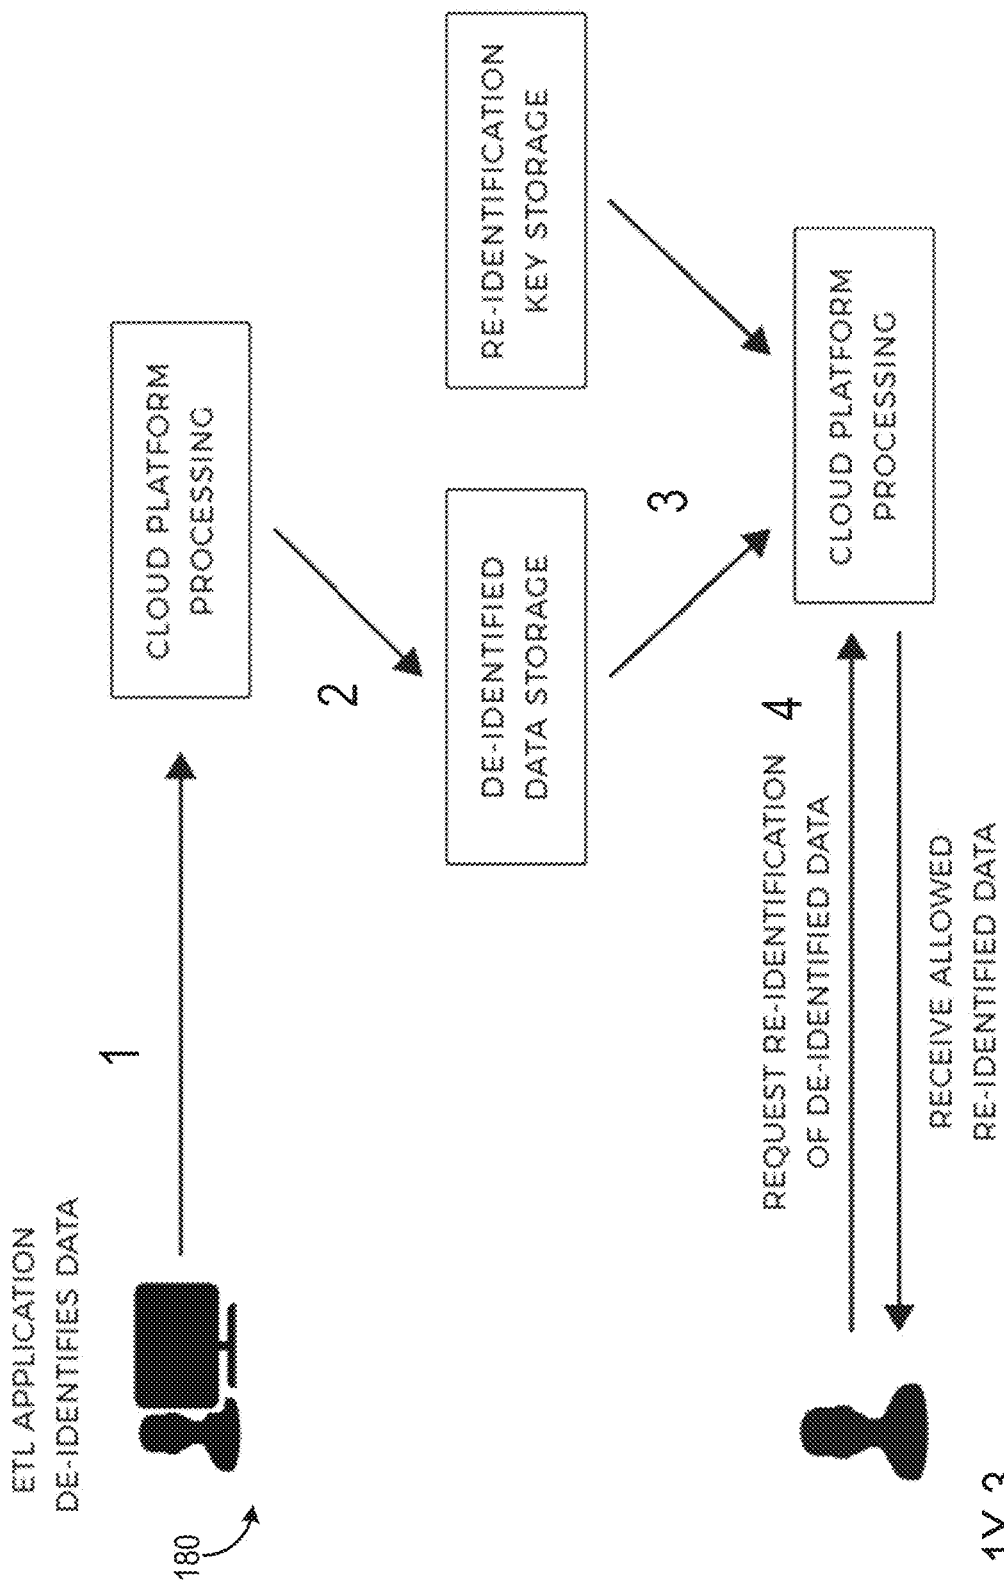 180
ETL APPLICATION
DE-IDENTIFIES DATA
1
CLOUD PLATFORM
PROCESSING
2
DE-IDENTIFIED
DATA STORAGE
RE-IDENTIFICATION
KEY STORAGE
3
REQUEST RE-IDENTIFICATION
OF DE-IDENTIFIED DATA
4
CLOUD PLATFORM
PROCESSING
RECEIVE ALLOWED
RE-IDENTIFIED DATA